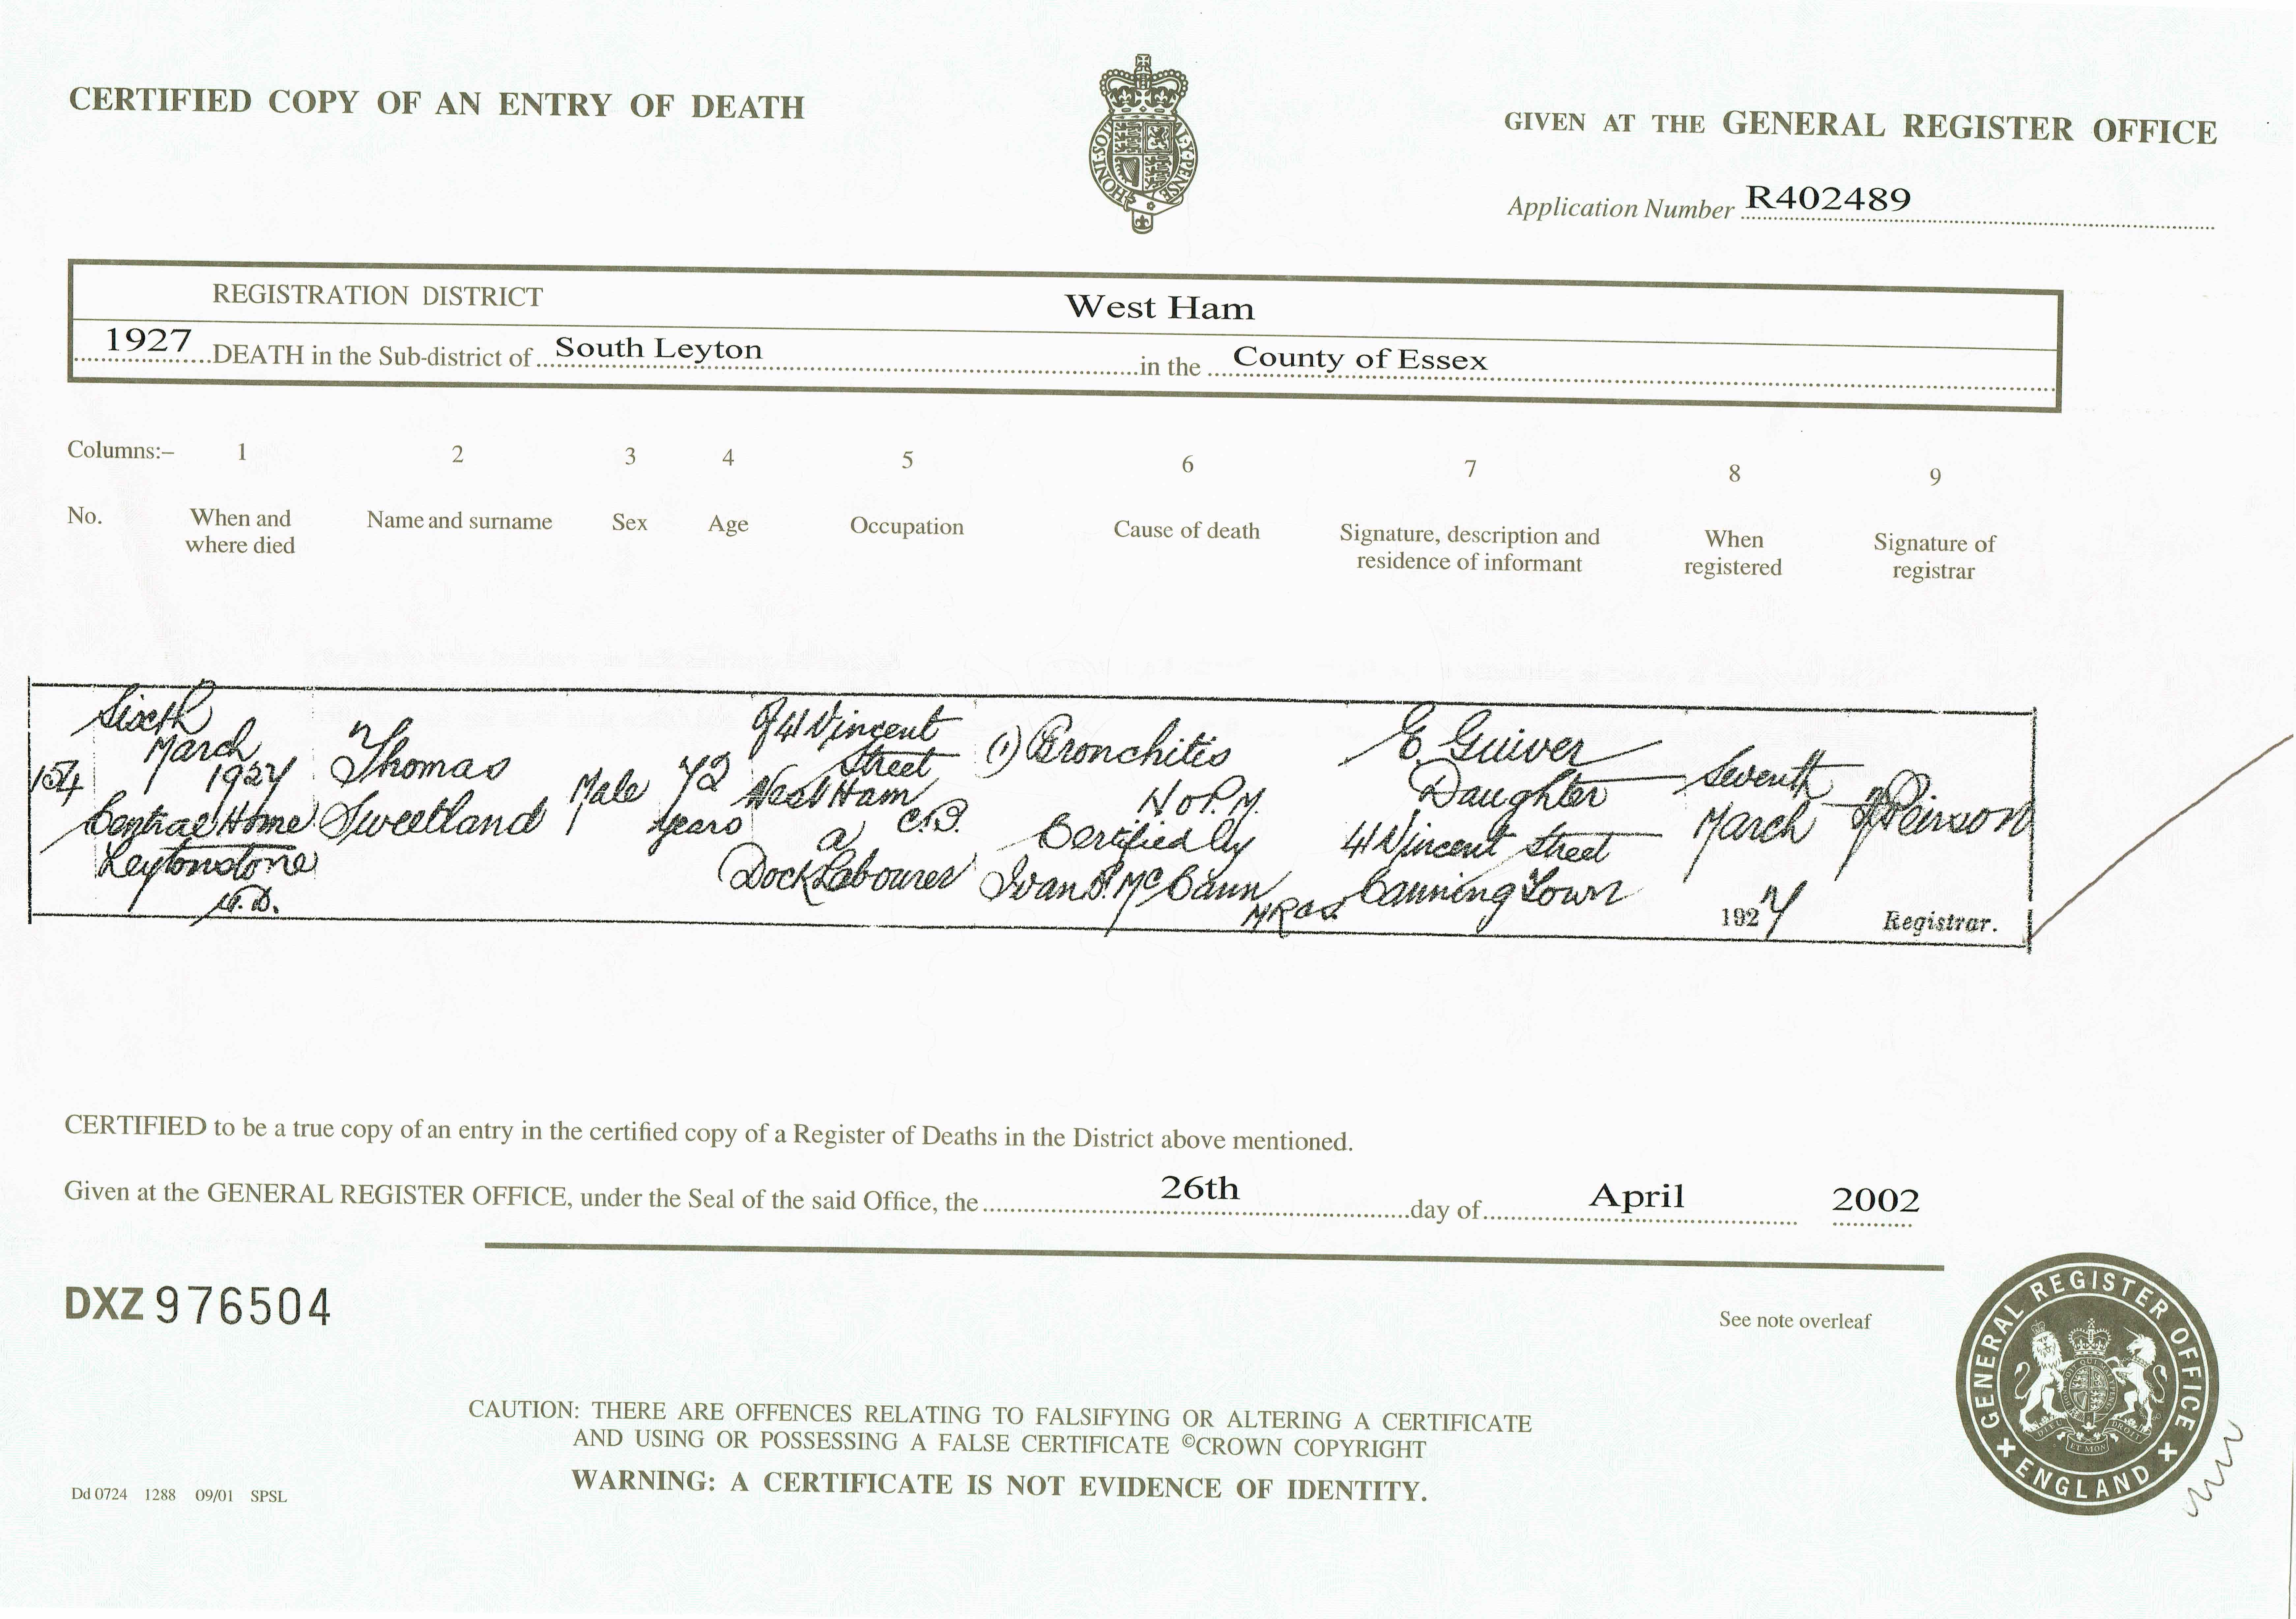 CERTIFIED COPY OF AN ENTRY OF DEATH
HONI·SOIT
AL·Y·PENSE
GIVEN AT THE GENERAL REGISTER OFFICE
Application Number R402489
REGISTRATION DISTRICT West Ham
1927 DEATH in the Sub-district of South Leyton in the County of Essex
Columns:– 1 2 3 4 5 6 7 8 9
No.
When and
where died
Name and surname
Sex
Age
Occupation
Cause of death
Signature, description and
residence of informant
When
registered
Signature of
registrar
154
Sixth
March
1927
Central Home
Leytonstone
U.D.
Thomas
Sweetland
Male
72
years
Of 41 Vincent
Street
West Ham
C.B.
a
Dock Labourer
(1) Bronchitis
No P.M.
Certified by
Ivan A. McCann
MRCS.
E. Guiver
Daughter
41 Vincent Street
Canning Town
Seventh
March
1927
Peirson
Registrar.
CERTIFIED to be a true copy of an entry in the certified copy of a Register of Deaths in the District above mentioned.
Given at the GENERAL REGISTER OFFICE, under the Seal of the said Office, the 26th day of April 2002
DXZ 976504
See note overleaf
GENERAL REGISTER OFFICE
ENGLAND
CAUTION: THERE ARE OFFENCES RELATING TO FALSIFYING OR ALTERING A CERTIFICATE
AND USING OR POSSESSING A FALSE CERTIFICATE ©CROWN COPYRIGHT
WARNING: A CERTIFICATE IS NOT EVIDENCE OF IDENTITY.
Dd 0724 1288 09/01 SPSL